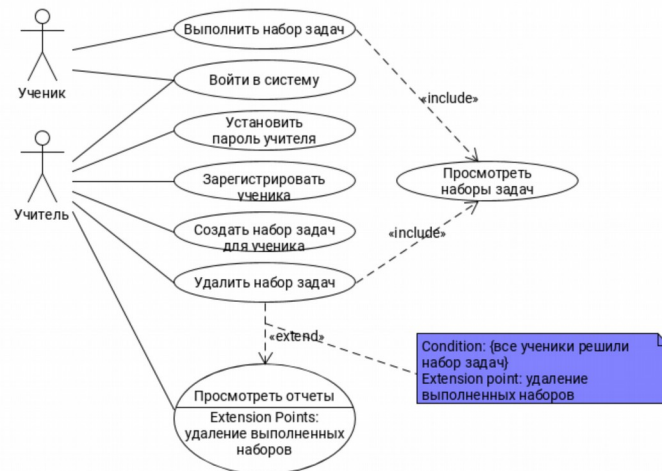 Выполнить набор задач
Ученик
Войти в систему
«include»
Установить
пароль учителя
Учитель
Зарегистрировать
ученика
Просмотреть
наборы задач
Создать набор задач
для ученика
«include»
Удалить набор задач
«extend»
Condition: {все ученики решили
набор задач}
Extension point: удаление
выполненных наборов
Просмотреть отчеты
Extension Points:
удаление выполненных
наборов